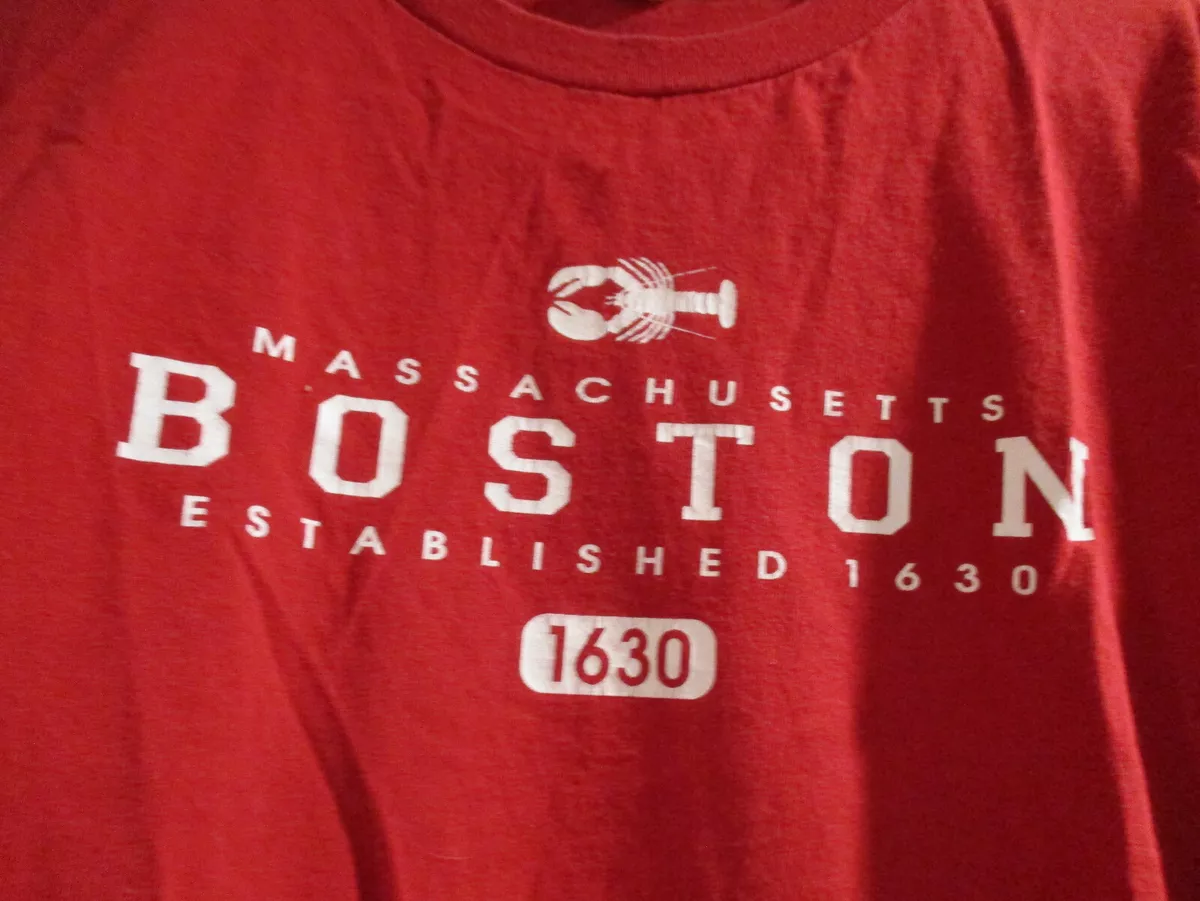 MASSACHUSETTS
BOSTON
ESTABLISHED 1630
1630